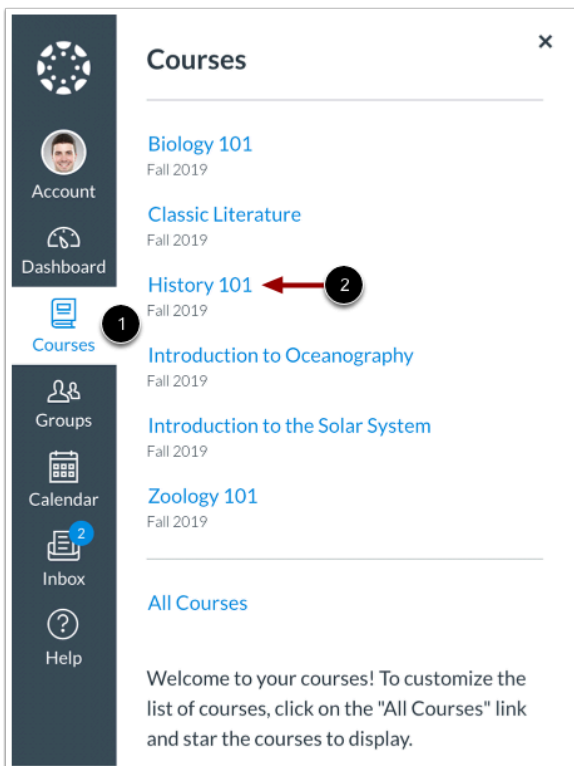 Courses
×
Account
Dashboard
Courses
Groups
Calendar
2
Inbox
Help
Biology 101
Fall 2019
Classic Literature
Fall 2019
History 101
2
Fall 2019
1
Introduction to Oceanography
Fall 2019
Introduction to the Solar System
Fall 2019
Zoology 101
Fall 2019
All Courses
Welcome to your courses! To customize the
list of courses, click on the "All Courses" link
and star the courses to display.